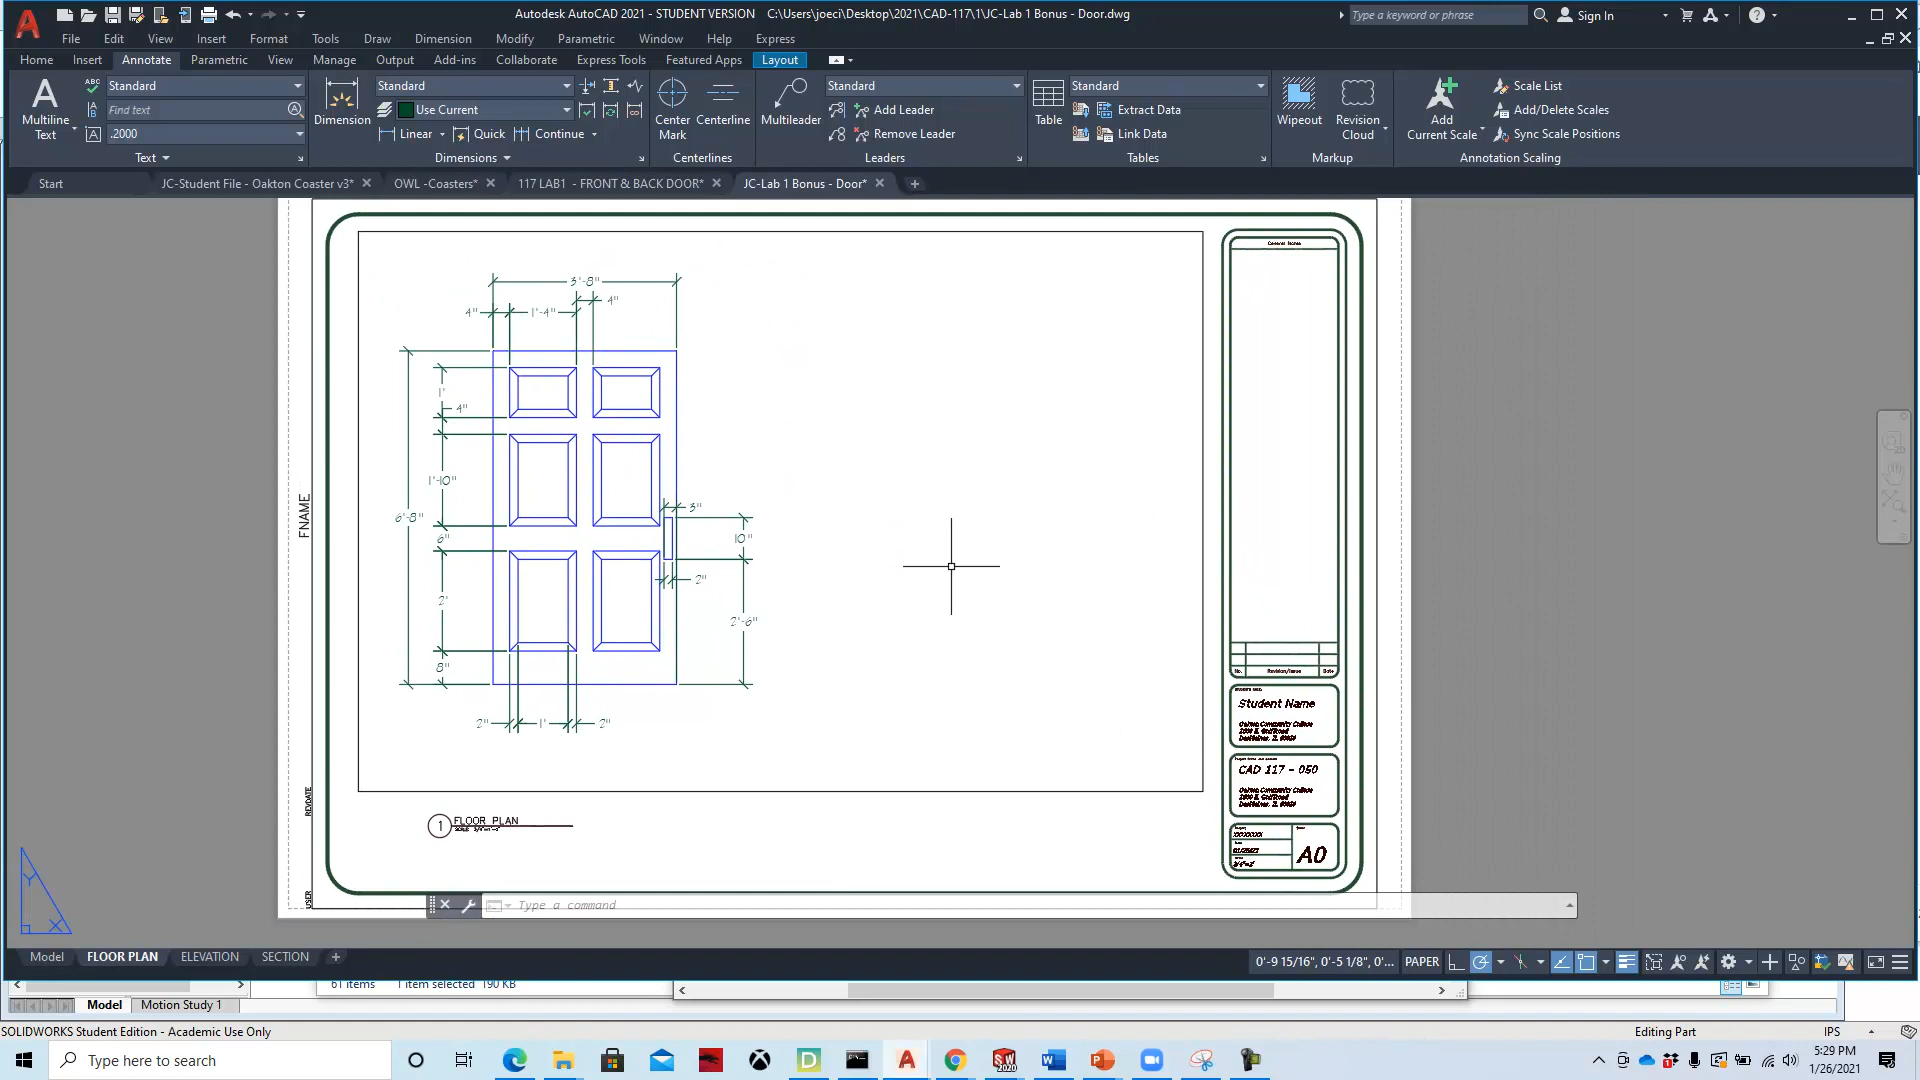 Autodesk AutoCAD 2021 - STUDENT VERSION C:\Users\joeci\Desktop\2021\CAD-117\1\JC-Lab 1 Bonus - Door.dwg
Type a keyword or phrase
Sign In
File Edit View Insert Format Tools Draw Dimension Modify Parametric Window Help Express
Home Insert Annotate Parametric View Manage Output Add-ins Collaborate Express Tools Featured Apps Layout
Multiline Text
Standard
Find text
.2000
Text
Dimension
Standard
Use Current
Linear Quick Continue
Dimensions
Center Mark
Centerline
Centerlines
Multileader
Standard
Add Leader
Remove Leader
Leaders
Table
Standard
Extract Data
Link Data
Tables
Wipeout
Revision Cloud
Markup
Add Current Scale
Scale List
Add/Delete Scales
Sync Scale Positions
Annotation Scaling
Start
JC-Student File - Oakton Coaster v3*
OWL -Coasters*
117 LAB1 - FRONT & BACK DOOR*
JC-Lab 1 Bonus - Door*
3'-8"
4"
4"
1'-4"
1'
4"
1'-10"
6'-8"
6"
2'
8"
3"
10"
2"
2'-6"
2"
1'
2"
FNAME
REVDATE
USER
1
FLOOR PLAN
General Notes
No. Revision/Issue Date
Student Name
CAD 117 - 050
A0
Type a command
Y
X
Model FLOOR PLAN ELEVATION SECTION
0'-9 15/16", 0'-5 1/8", 0'...
PAPER
61 items 1 item selected 190 KB
Model Motion Study 1
SOLIDWORKS Student Edition - Academic Use Only
Editing Part
IPS
Type here to search
5:29 PM
1/26/2021